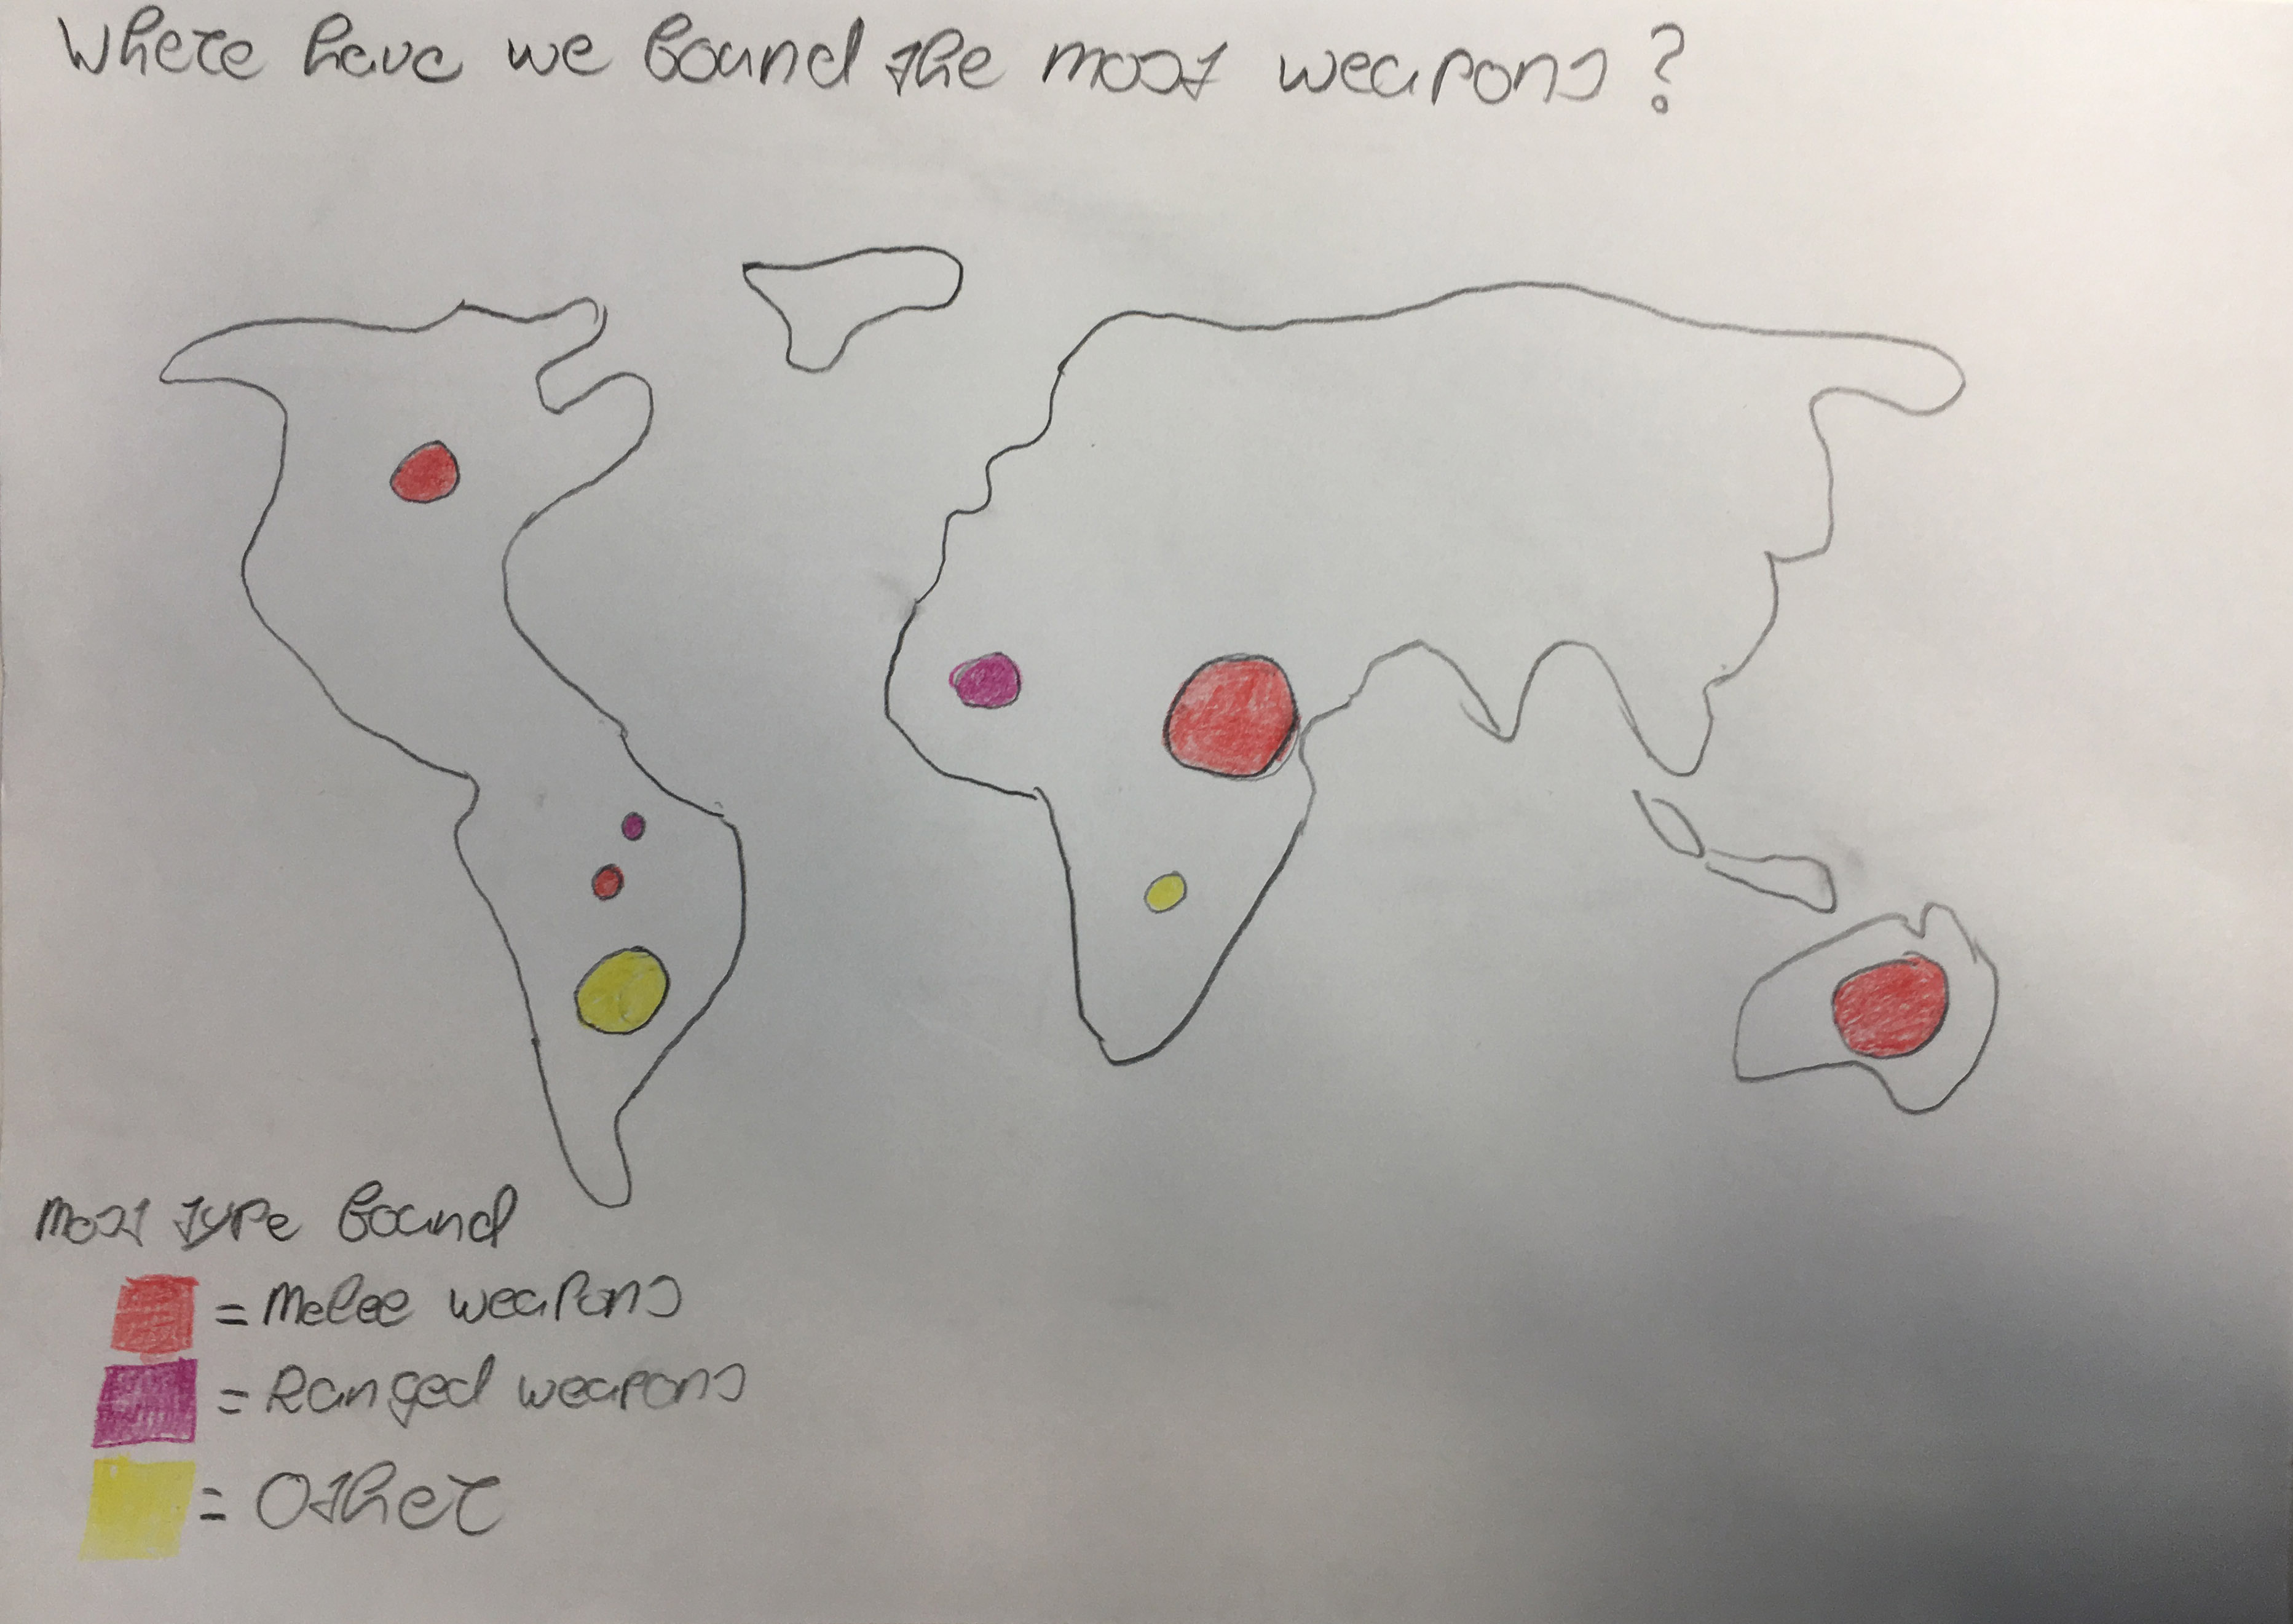 Where have we found the most weapons?
Most type found
= Melee weapons
= Ranged weapons
= Other